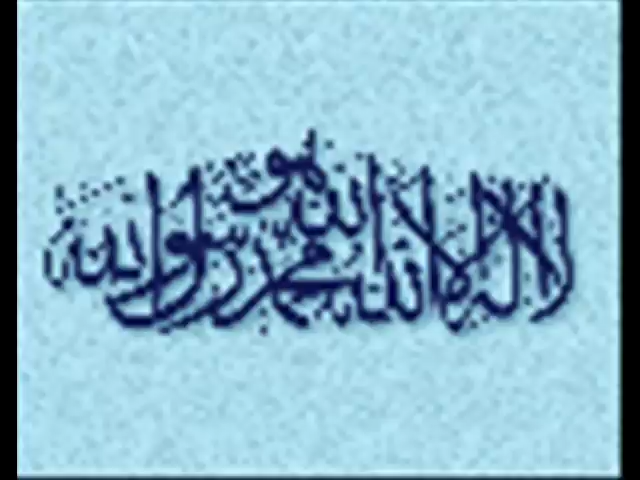 لا اله الا الله محمد رسول الله